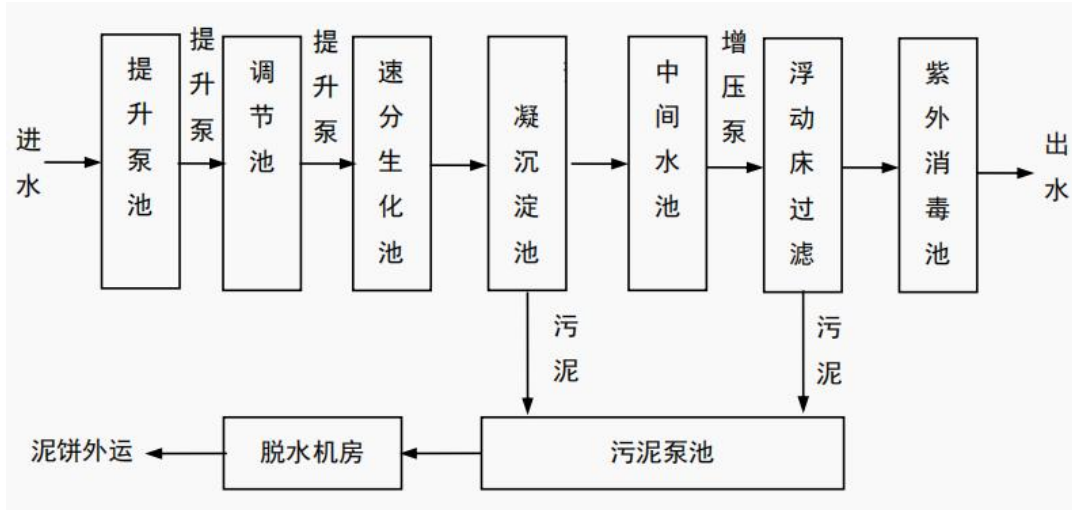 进水
提升泵池
提升泵
调节池
提升泵
速分生化池
凝沉淀池
中间水池
增压泵
浮动床过滤
紫外消毒池
出水
污泥
污泥
泥饼外运
脱水机房
污泥泵池